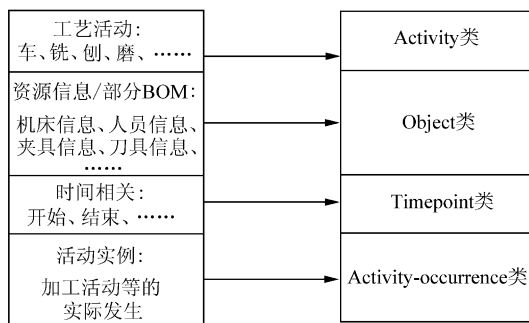 工艺活动:
车、铣、刨、磨、……
资源信息/部分BOM:
机床信息、人员信息、
夹具信息、刀具信息、
……
时间相关:
开始、结束、……
活动实例:
加工活动等的
实际发生
Activity类
Object类
Timepoint类
Activity-occurrence类